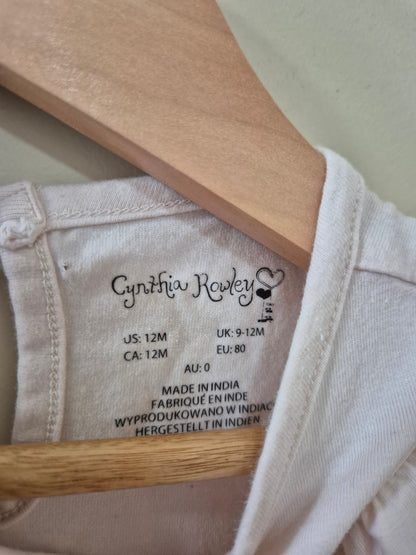 Cynthia Rowley
US: 12M UK: 9-12M
CA: 12M EU: 80
AU: 0
MADE IN INDIA
FABRIQUÉ EN INDE
WYPRODUKOWANO W INDIACH
HERGESTELLT IN INDIEN